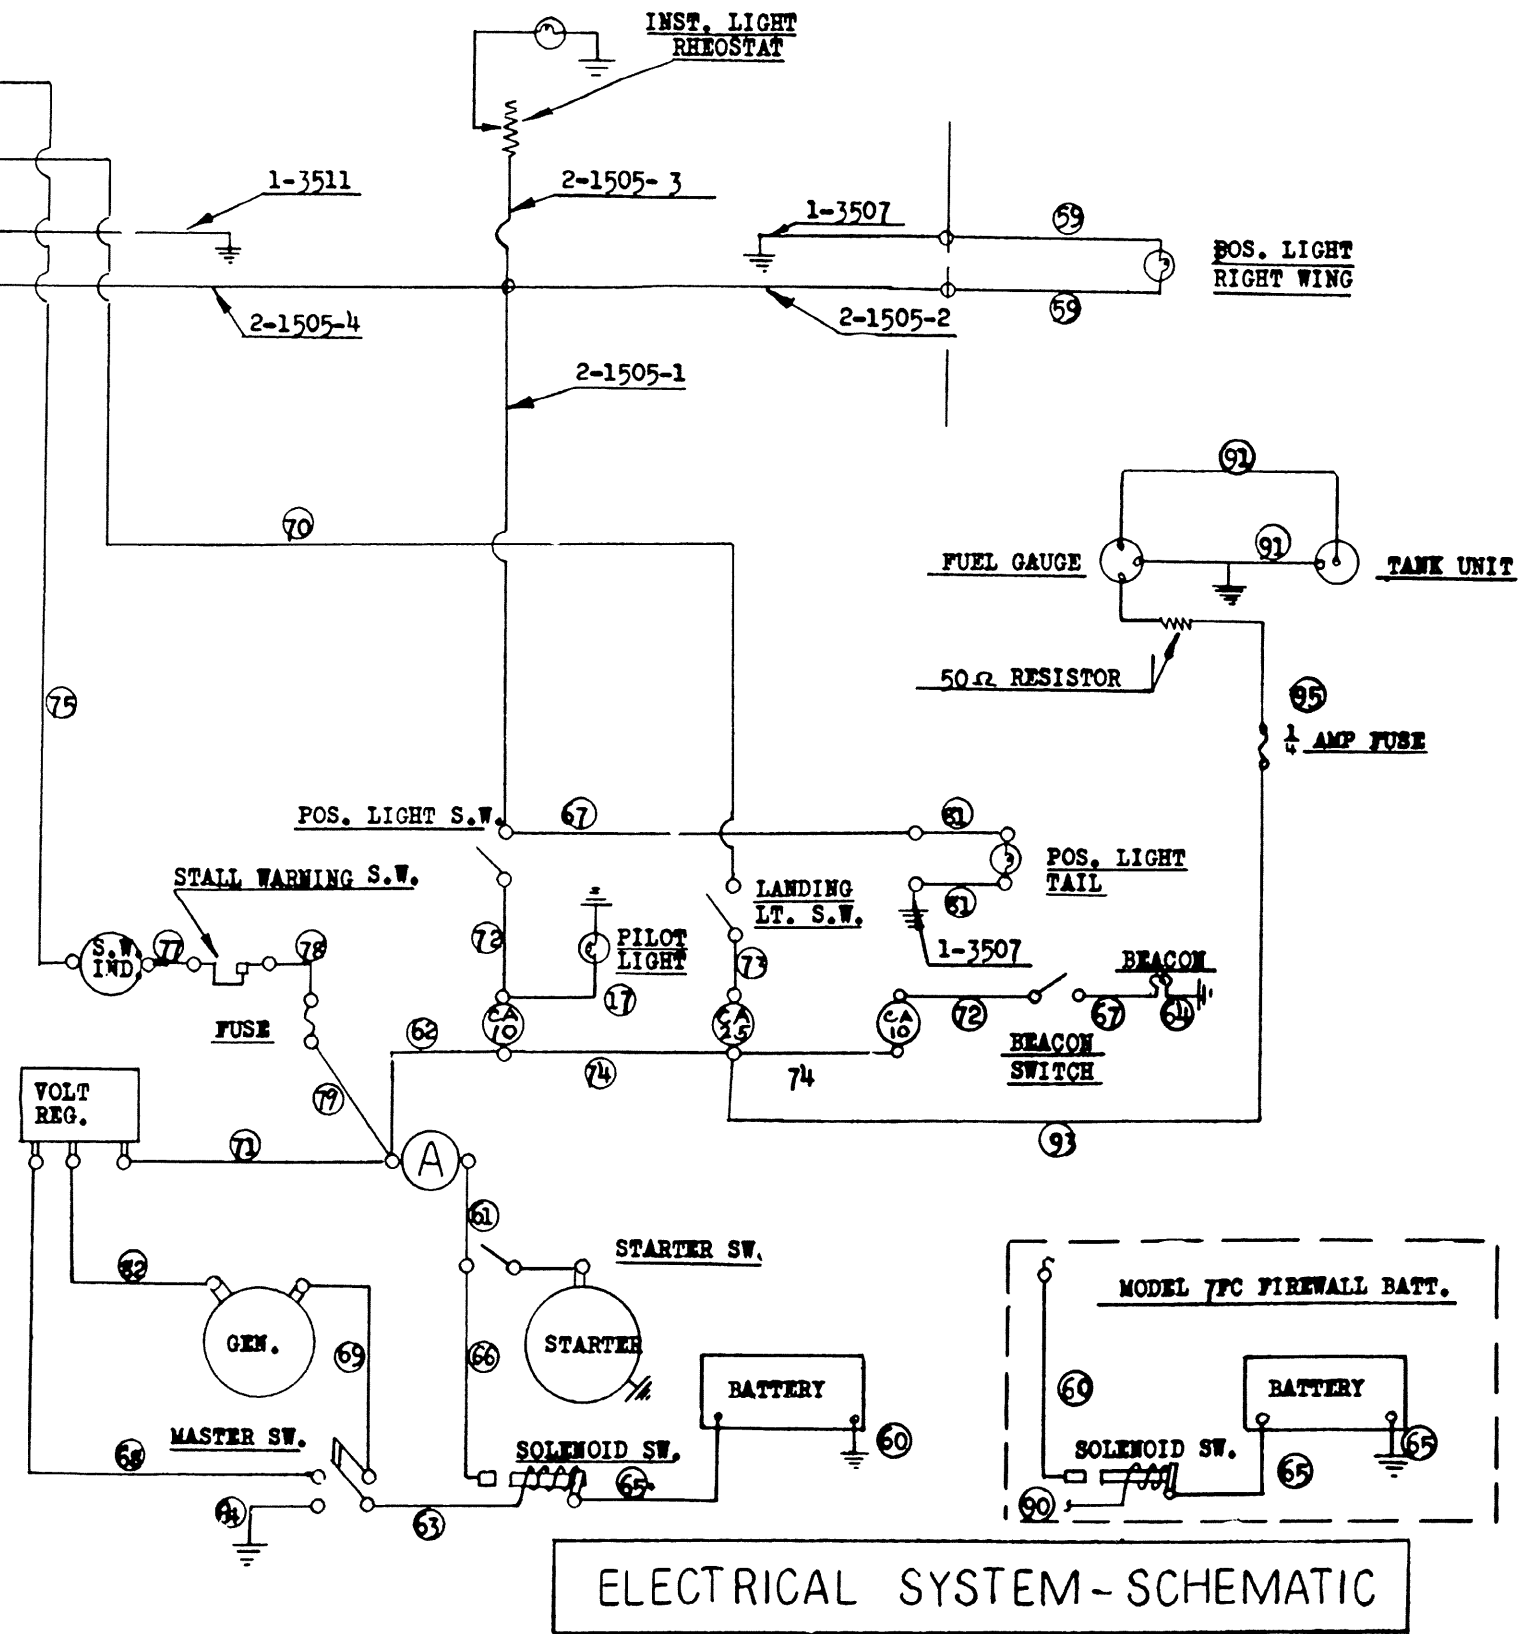 INST. LIGHT
RHEOSTAT
1-3511
2-1505-3
1-3507
59
POS. LIGHT
RIGHT WING
59
2-1505-4
2-1505-2
2-1505-1
91
70
91
FUEL GAUGE
TANK UNIT
50Ω RESISTOR
75
95
1/4 AMP FUSE
POS. LIGHT S.W.
67
81
STALL WARNING S.W.
POS. LIGHT
TAIL
LANDING
LT. S.W.
81
S.W.
IND.
77
78
72
PILOT
LIGHT
73
1-3507
BEACON
17
FUSE
62
CA
10
CA
25
CA
10
72
67
64
BEACON
SWITCH
74
74
VOLT
REG.
79
71
A
93
61
STARTER SW.
82
MODEL 7FC FIREWALL BATT.
GEN.
69
66
STARTER
BATTERY
60
BATTERY
MASTER SW.
68
SOLENOID SW.
65
60
SOLENOID SW.
65
65
63
90
ELECTRICAL SYSTEM-SCHEMATIC